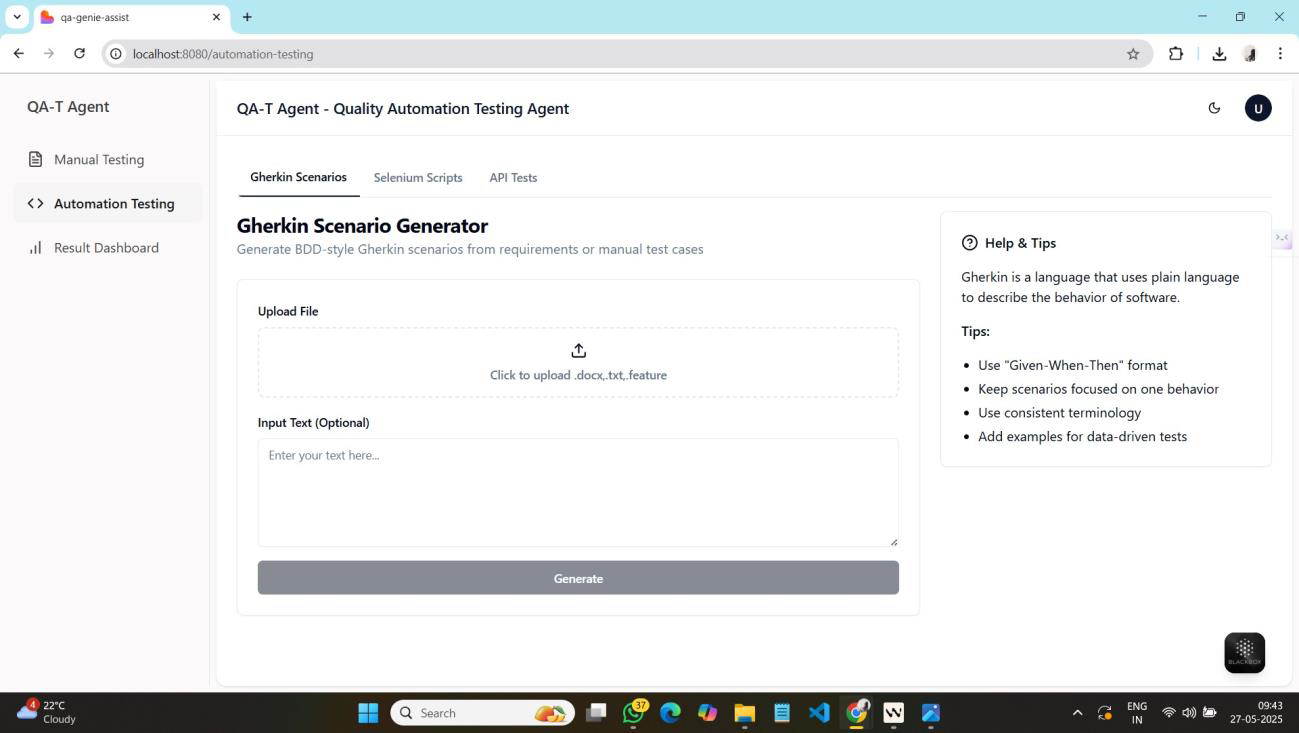 qa-genie-assist
localhost:8080/automation-testing
QA-T Agent
Manual Testing
Automation Testing
Result Dashboard
QA-T Agent - Quality Automation Testing Agent
U
Gherkin Scenarios Selenium Scripts API Tests
Gherkin Scenario Generator
Generate BDD-style Gherkin scenarios from requirements or manual test cases
Upload File
Click to upload .docx,.txt,.feature
Input Text (Optional)
Enter your text here...
Generate
Help & Tips
Gherkin is a language that uses plain language
to describe the behavior of software.
Tips:
Use "Given-When-Then" format
Keep scenarios focused on one behavior
Use consistent terminology
Add examples for data-driven tests
BLACKBOX
4
22°C
Cloudy
Search
37
W
ENG
IN
09:43
27-05-2025